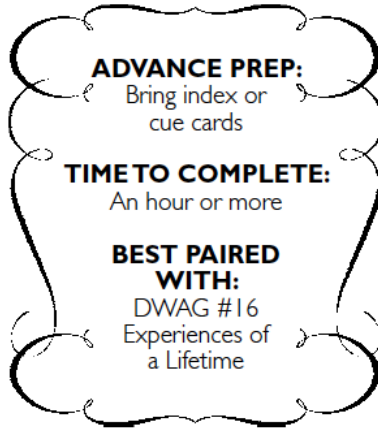 ADVANCE PREP:
Bring index or
cue cards
TIME TO COMPLETE:
An hour or more
BEST PAIRED
WITH:
DWAG #16
Experiences of
a Lifetime